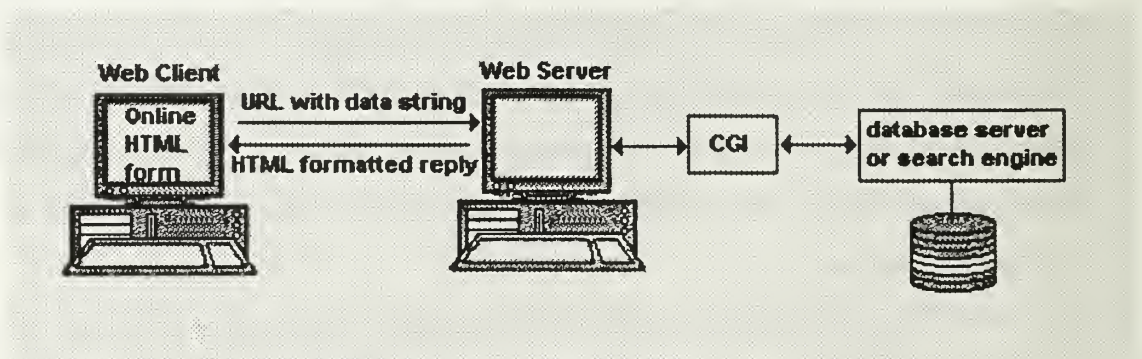 Web Client
Online
HTML
form
URL with data string
HTML formatted reply
Web Server
CGI
database server
or search engine